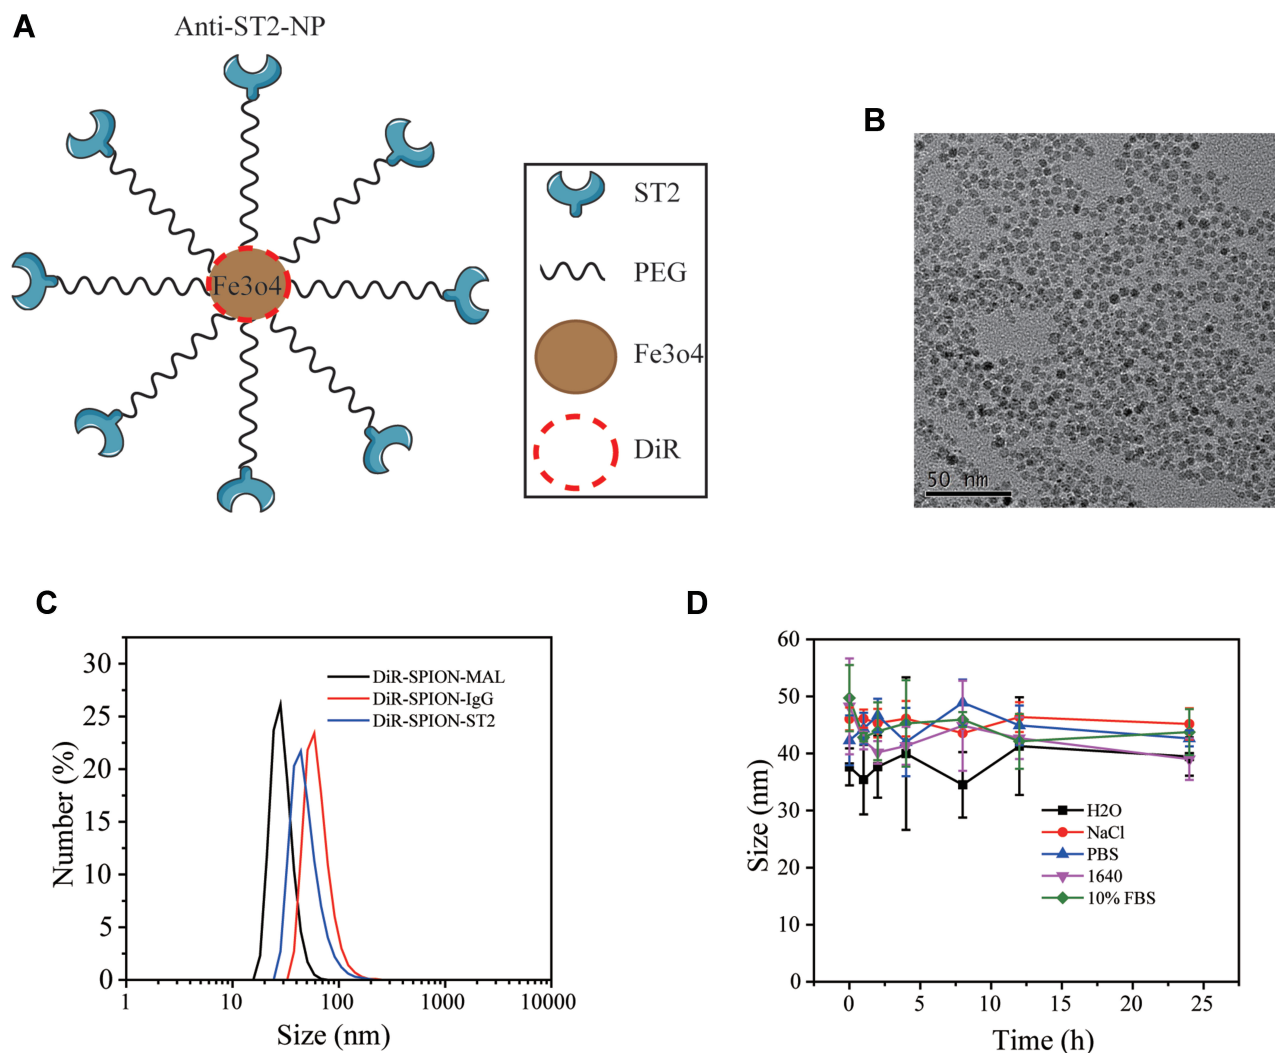 A
Anti-ST2-NP
Fe3o4
ST2
PEG
Fe3o4
DiR
B
50 nm
C
Number (%)
30
25
20
15
10
5
0
DiR-SPION-MAL
DiR-SPION-IgG
DiR-SPION-ST2
1
10
100
1000
10000
Size (nm)
D
Size (nm)
60
50
40
30
20
10
0
H2O
NaCl
PBS
1640
10% FBS
0
5
10
15
20
25
Time (h)